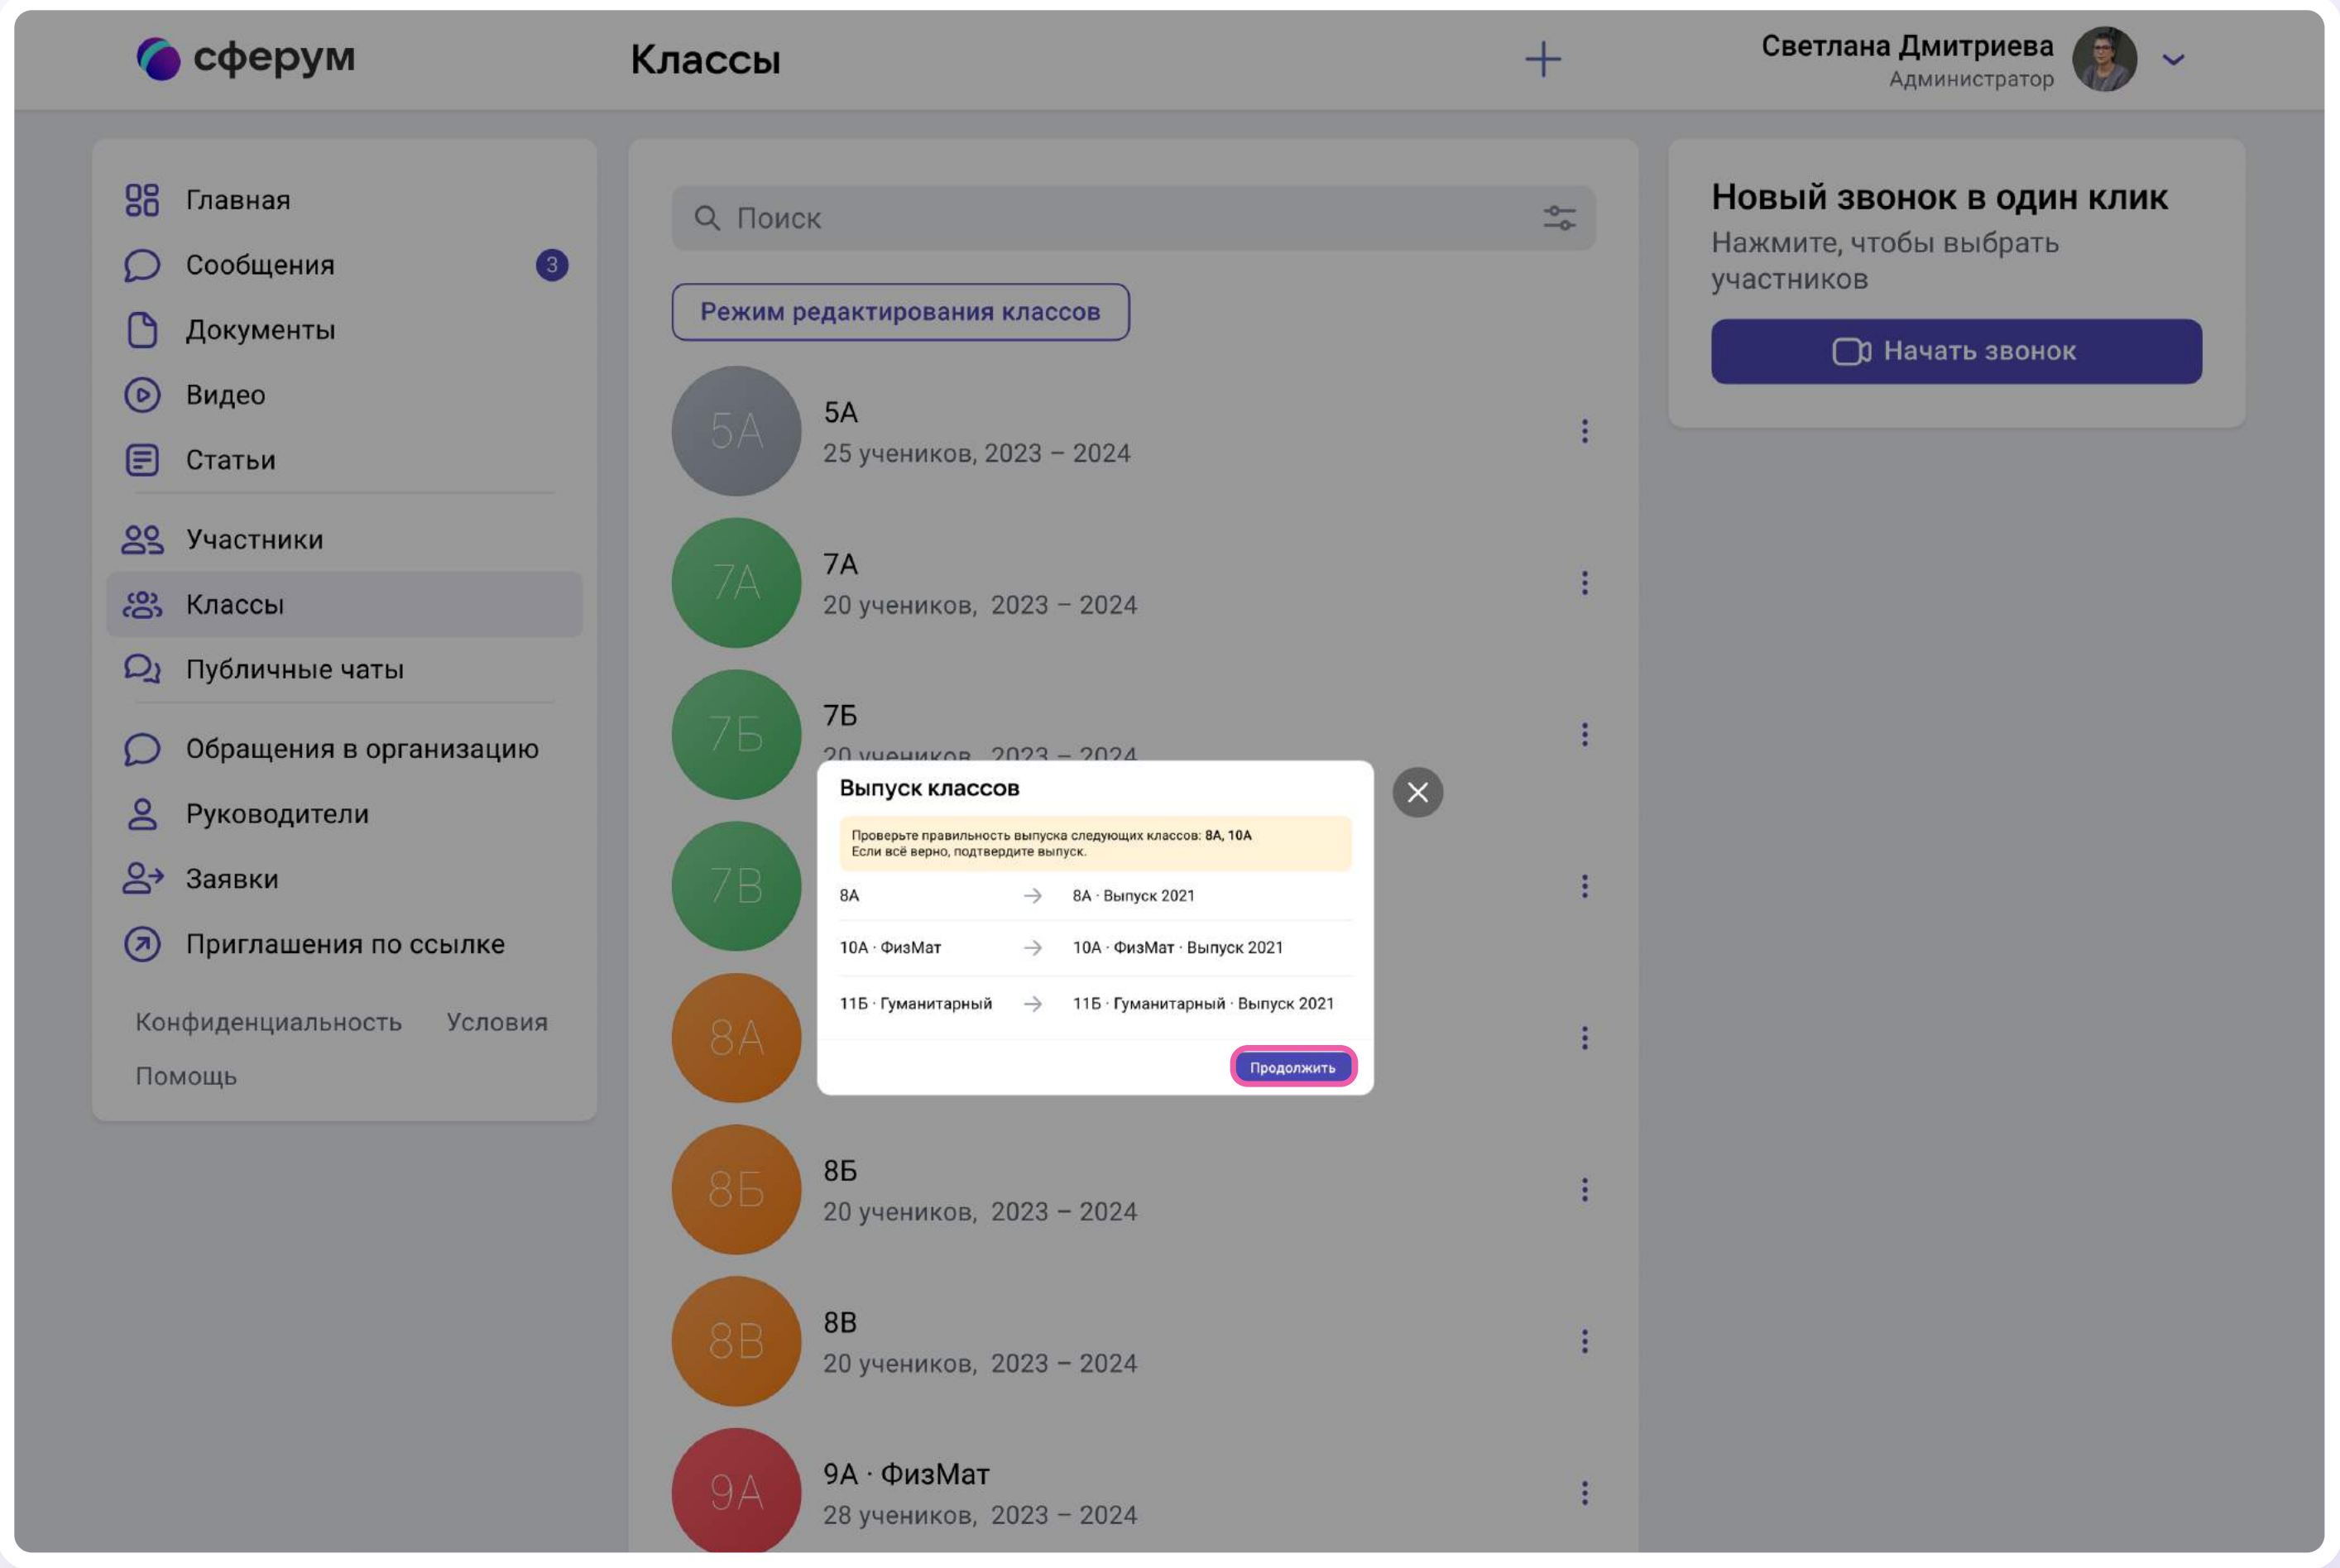 сферум
Классы
Светлана Дмитриева
Администратор
Главная
Сообщения
3
Документы
Видео
Статьи
Участники
Классы
Публичные чаты
Обращения в организацию
Руководители
Заявки
Приглашения по ссылке
Конфиденциальность Условия
Помощь
Поиск
Режим редактирования классов
5А
5А
25 учеников, 2023 – 2024
7А
7А
20 учеников, 2023 – 2024
7Б
7Б
20 учеников, 2023 – 2024
7В
8А
8Б
8Б
20 учеников, 2023 – 2024
8В
8В
20 учеников, 2023 – 2024
9А
9А · ФизМат
28 учеников, 2023 – 2024
Выпуск классов
Проверьте правильность выпуска следующих классов: 8А, 10А
Если всё верно, подтвердите выпуск.
8А → 8А · Выпуск 2021
10А · ФизМат → 10А · ФизМат · Выпуск 2021
11Б · Гуманитарный → 11Б · Гуманитарный · Выпуск 2021
Продолжить
Новый звонок в один клик
Нажмите, чтобы выбрать
участников
Начать звонок